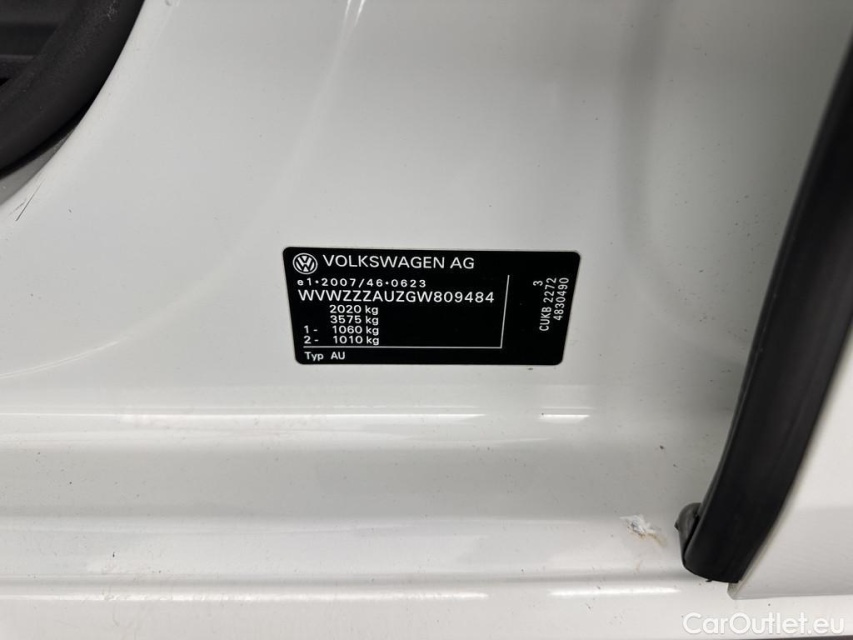 VOLKSWAGEN AG
e1*2007/46*0623
WVWZZZAUZGW809484
2020 kg
3575 kg
1- 1060 kg
2- 1010 kg
Typ AU
3
CUKB 2272
4830490
CarOutlet.eu